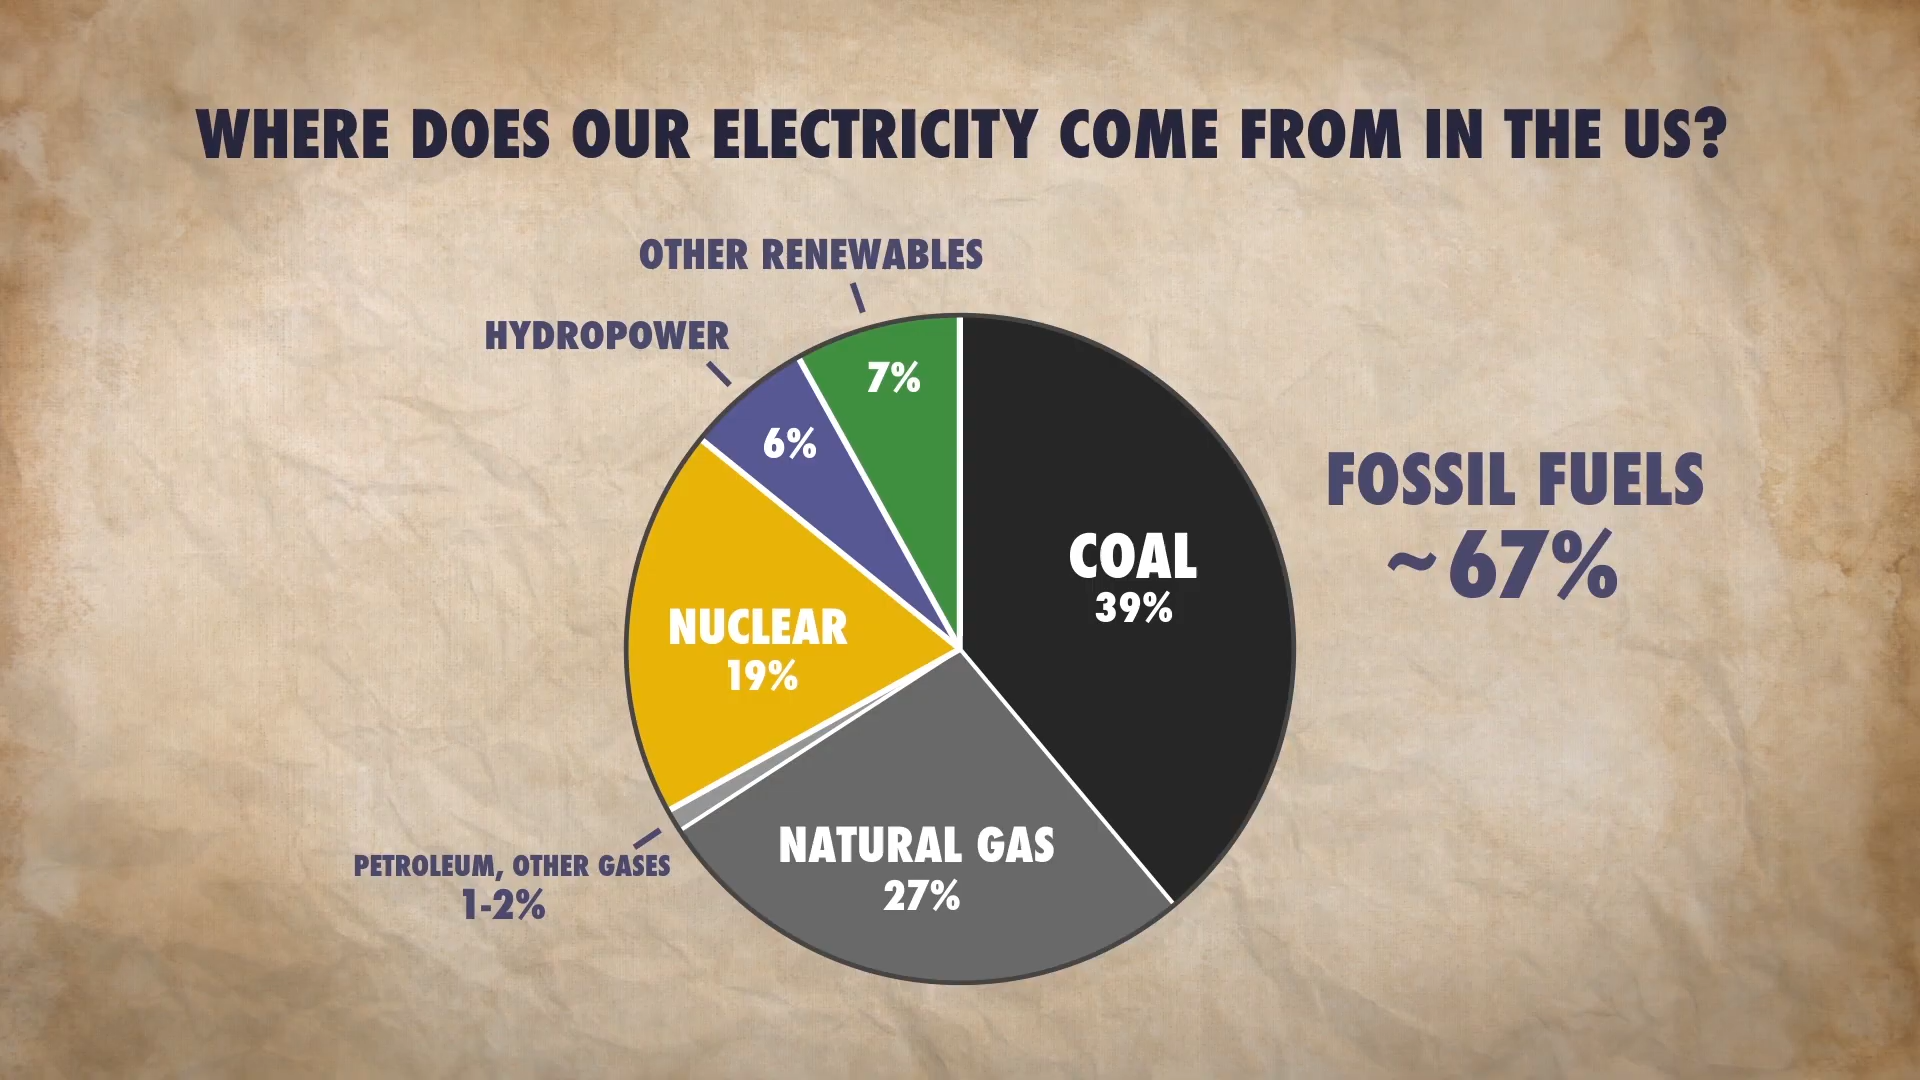 WHERE DOES OUR ELECTRICITY COME FROM IN THE US?
OTHER RENEWABLES
HYDROPOWER
7%
6%
COAL
39%
FOSSIL FUELS
~67%
NUCLEAR
19%
NATURAL GAS
27%
PETROLEUM, OTHER GASES
1-2%